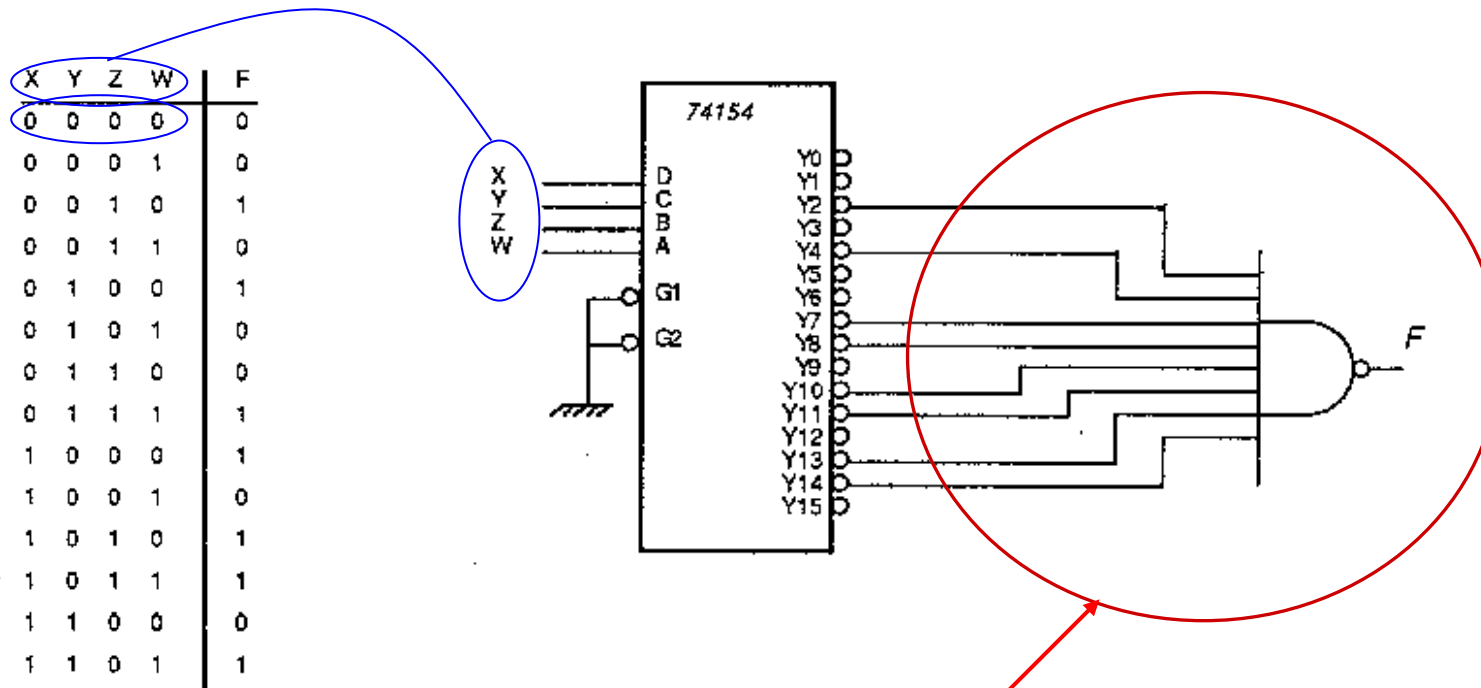 X Y Z W F
0 0 0 0 0
0 0 0 1 0
0 0 1 0 1
0 0 1 1 0
0 1 0 0 1
0 1 0 1 0
0 1 1 0 0
0 1 1 1 1
1 0 0 0 1
1 0 0 1 0
1 0 1 0 1
1 0 1 1 1
1 1 0 0 0
1 1 0 1 1
74154
X
Y
Z
W
D
C
B
A
G1
G2
Y0
Y1
Y2
Y3
Y4
Y5
Y6
Y7
Y8
Y9
Y10
Y11
Y12
Y13
Y14
Y15
F